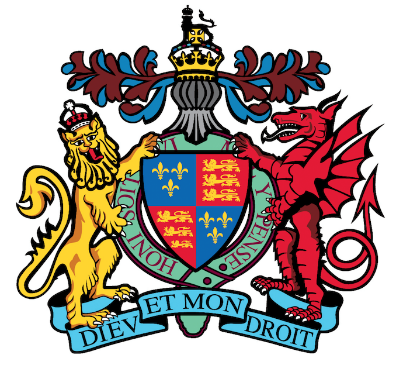 HONI SOIT
Y PENSE
DIEV ET MON DROIT